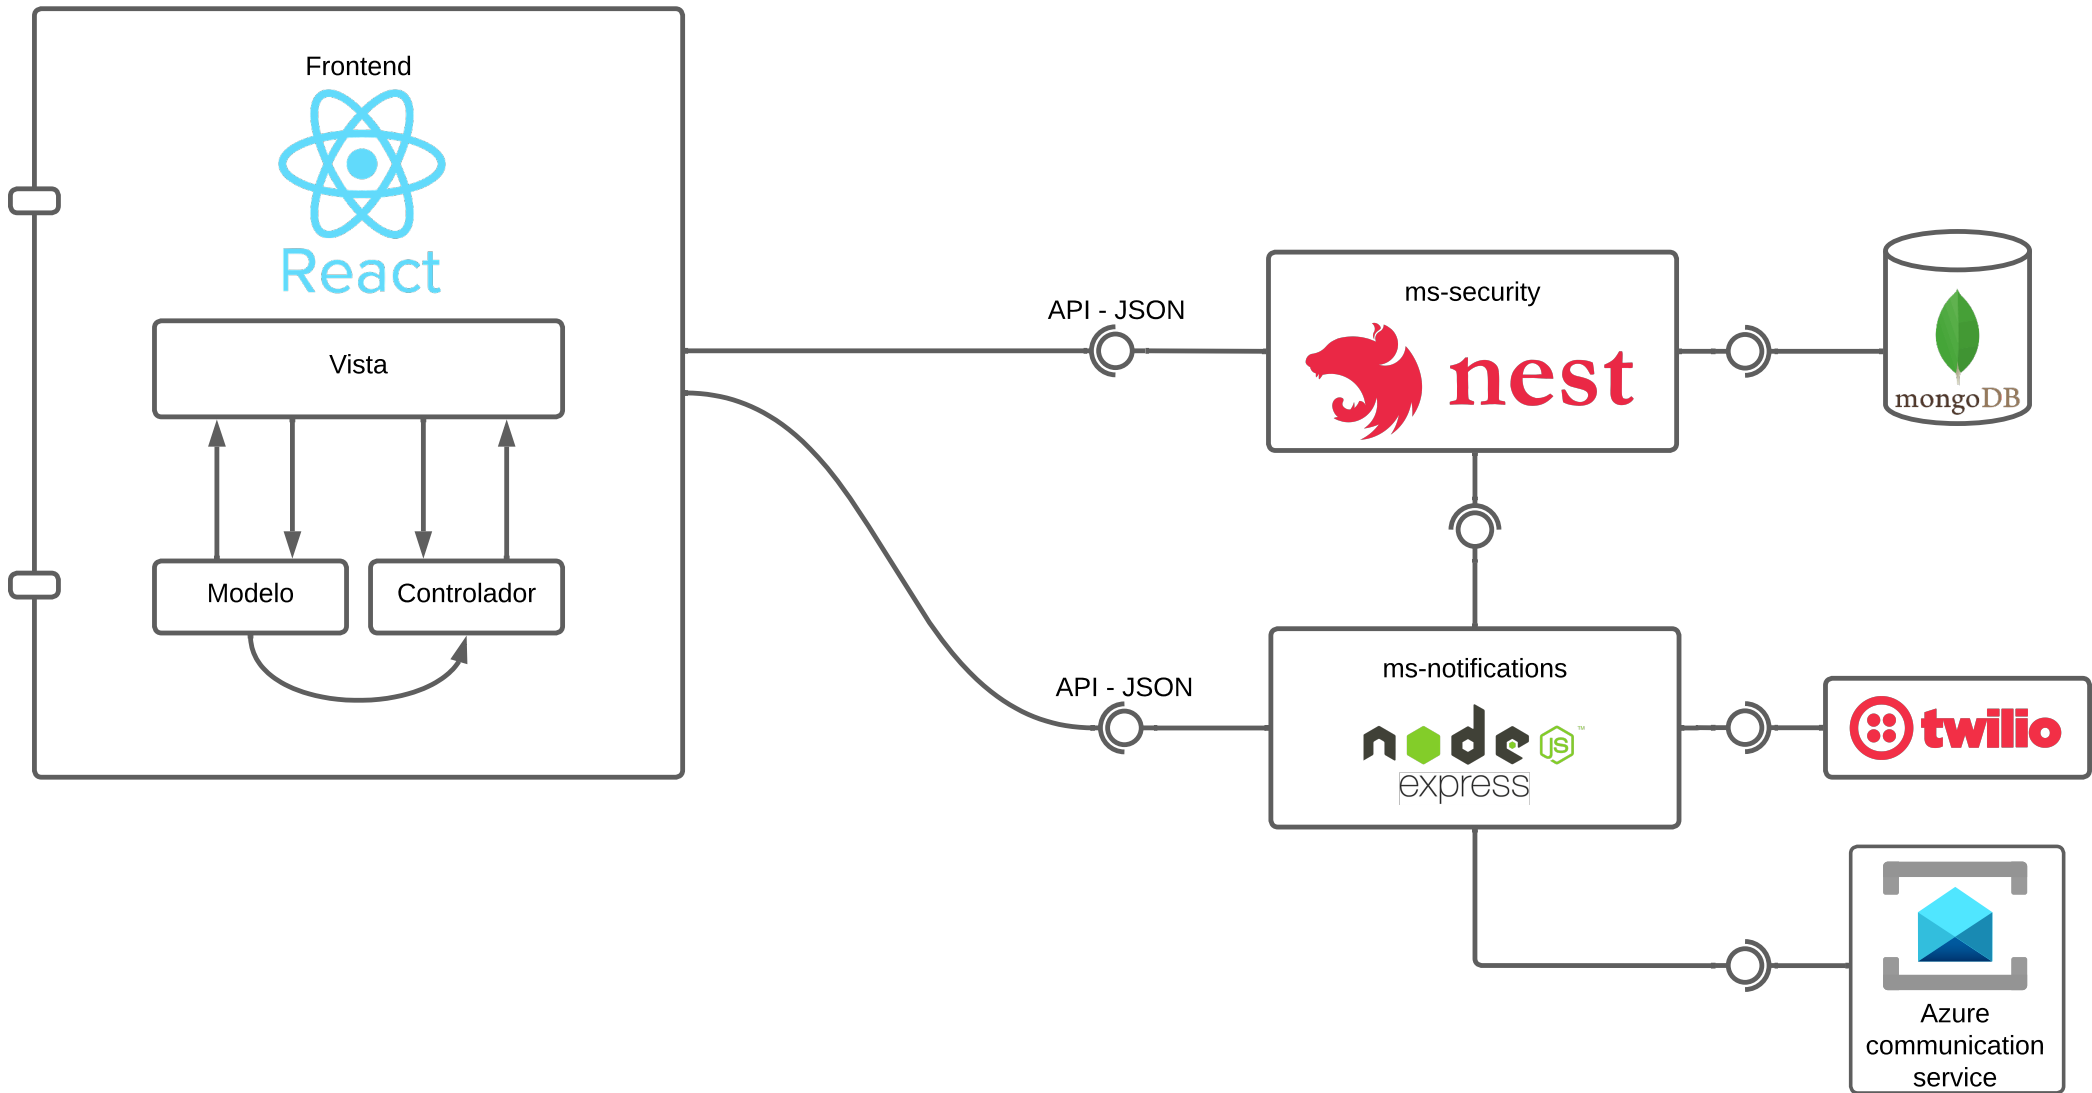 Frontend
React
Vista
Modelo
Controlador
API - JSON
ms-security
nest
mongoDB
API - JSON
ms-notifications
node
JS
™
express
twilio
Azure
communication
service